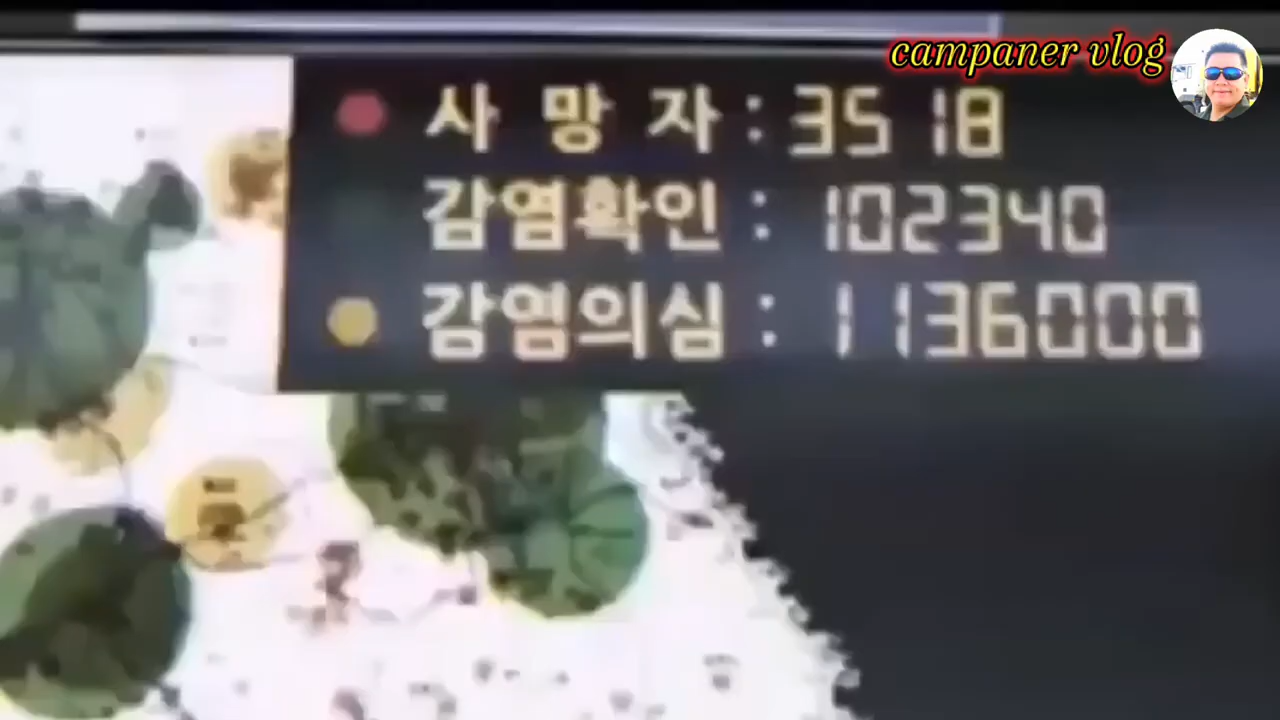 campaner vlog
사 망 자 : 3518
감염확인 : 102340
감염의심 : 1136000